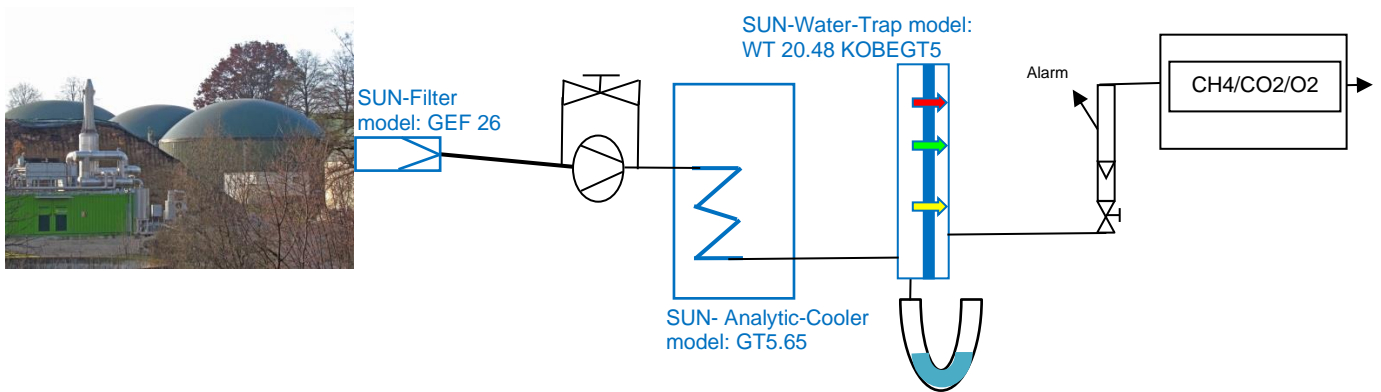 SUN-Filter
model: GEF 26
SUN- Analytic-Cooler
model: GT5.65
SUN-Water-Trap model:
WT 20.48 KOBEGT5
Alarm
CH4/CO2/O2